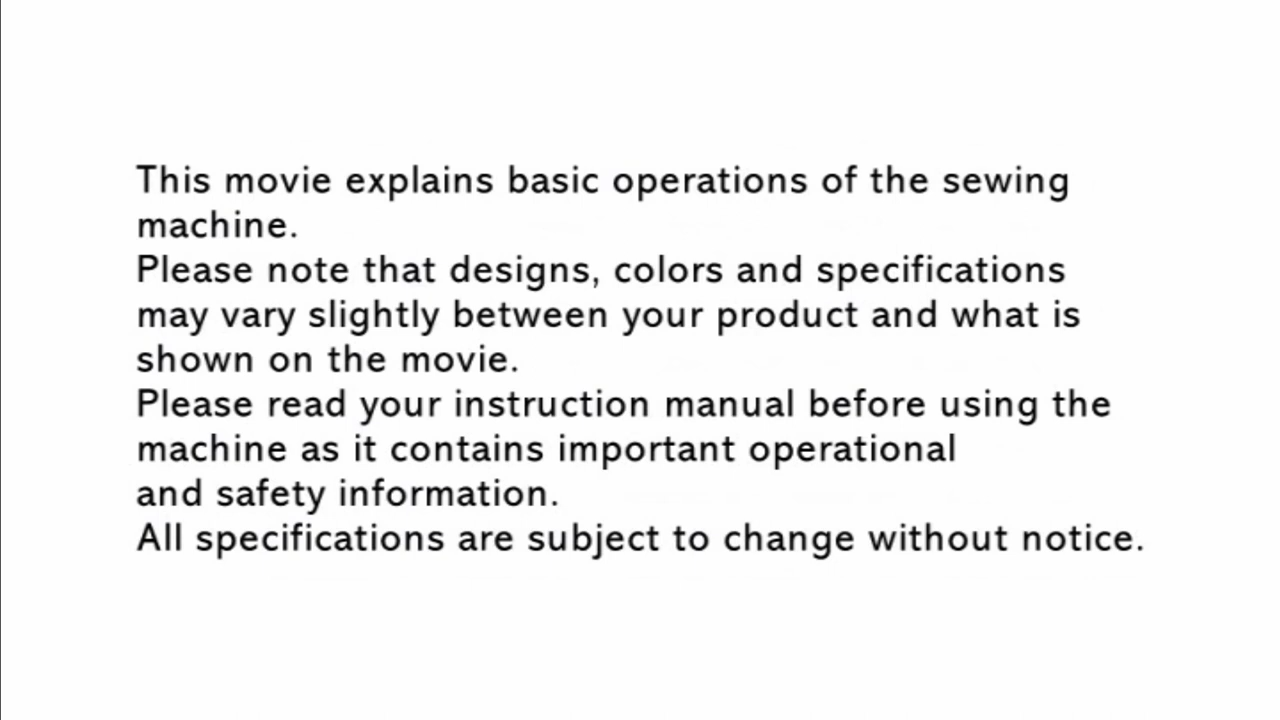 This movie explains basic operations of the sewing
machine.
Please note that designs, colors and specifications
may vary slightly between your product and what is
shown on the movie.
Please read your instruction manual before using the
machine as it contains important operational
and safety information.
All specifications are subject to change without notice.